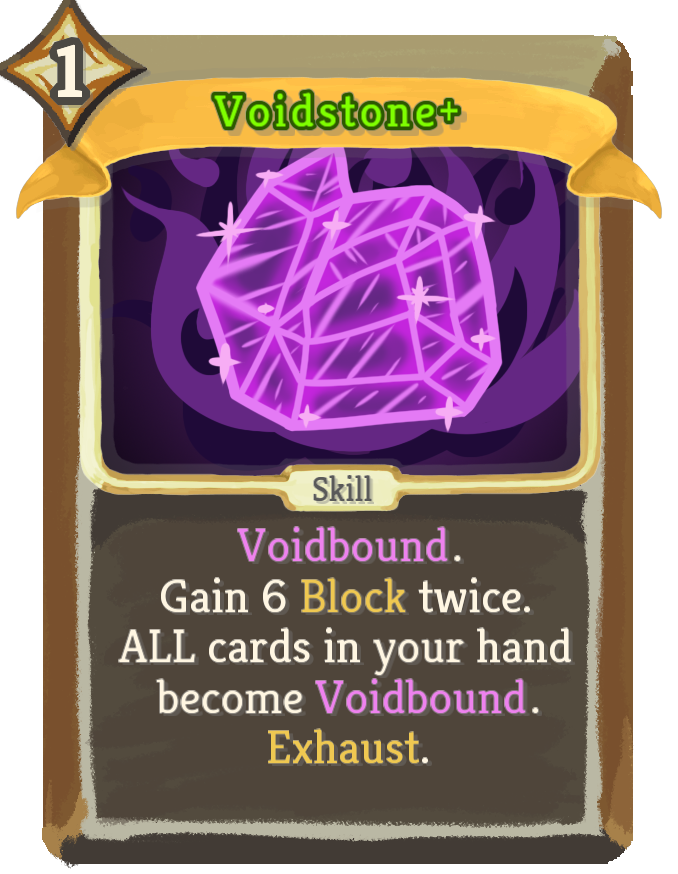 1
Voidstone+
Skill
Voidbound.
Gain 6 Block twice.
ALL cards in your hand
become Voidbound.
Exhaust.